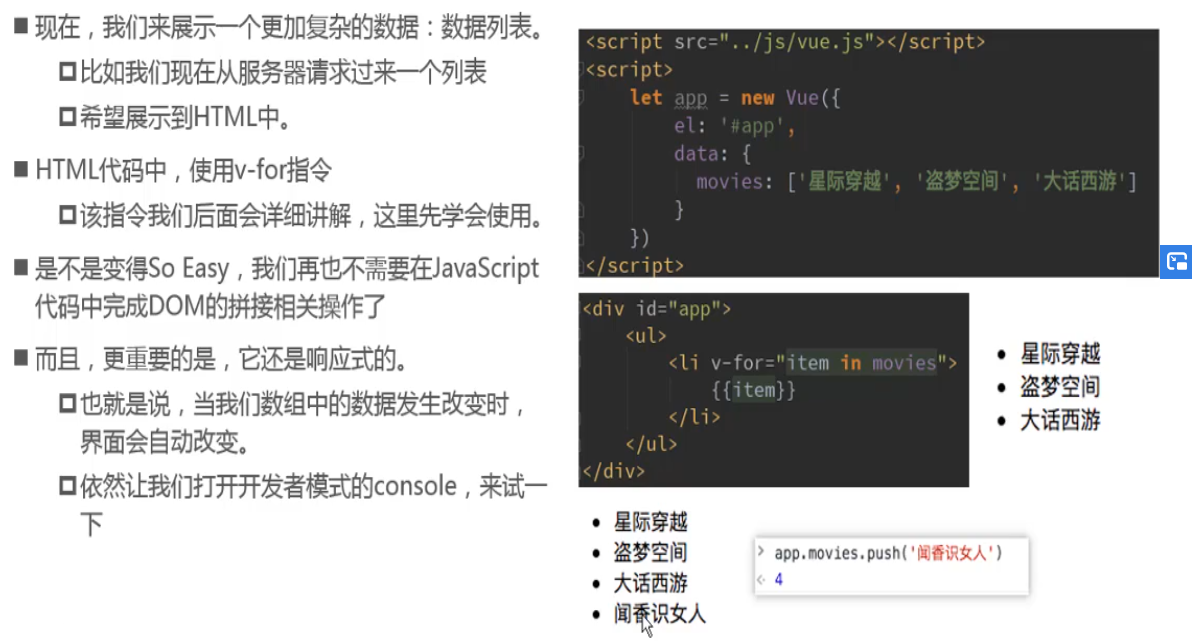 ■ 现在，我们来展示一个更加复杂的数据：数据列表。
比如我们现在从服务器请求过来一个列表
希望展示到HTML中。
■ HTML代码中，使用v-for指令
该指令我们后面会详细讲解，这里先学会使用。
■ 是不是变得So Easy，我们再也不需要在JavaScript
代码中完成DOM的拼接相关操作了
■ 而且，更重要的是，它还是响应式的。
也就是说，当我们数组中的数据发生改变时，
界面会自动改变。
依然让我们打开开发者模式的console，来试一
下
<script src="../js/vue.js"></script>
<script>
let app = new Vue({
el: '#app',
data: {
movies: ['星际穿越', '盗梦空间', '大话西游']
}
})
</script>
<div id="app">
<ul>
<li v-for="item in movies">
{{item}}
</li>
</ul>
</div>
• 星际穿越
• 盗梦空间
• 大话西游
• 星际穿越
• 盗梦空间
• 大话西游
• 闻香识女人
> app.movies.push('闻香识女人')
< 4